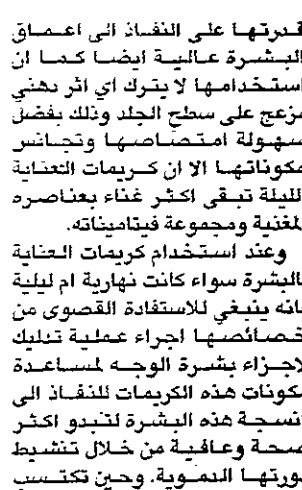 قدرتها على النفاذ الى اعماق
البشرة عالية ايضا كما ان
استخدامها لا يترك اي اثر دهني
مزعج على سطح الجلد وذلك بفضل
سهولة امتصاصها وتجانس
مكوناتها الا ان كريمات العناية
الليلة تبقى اكثر غناء بعناصره
لمغذية ومجموعة فيتاميناته.
وعند استخدام كريمات العناية
بالبشرة سواء كانت نهارية ام ليلية
فانه ينبغي للاستفادة القصوى من
خصائصها اجراء عملية تدليك
لاجزاء بشرة الوجه لمساعدة
مكونات هذه الكريمات للنفاذ الى
انسجة هذه البشرة لتبدو اكثر
صحة وعافية من خلال تنشيط
دورتها الدموية. وحين تكتسب